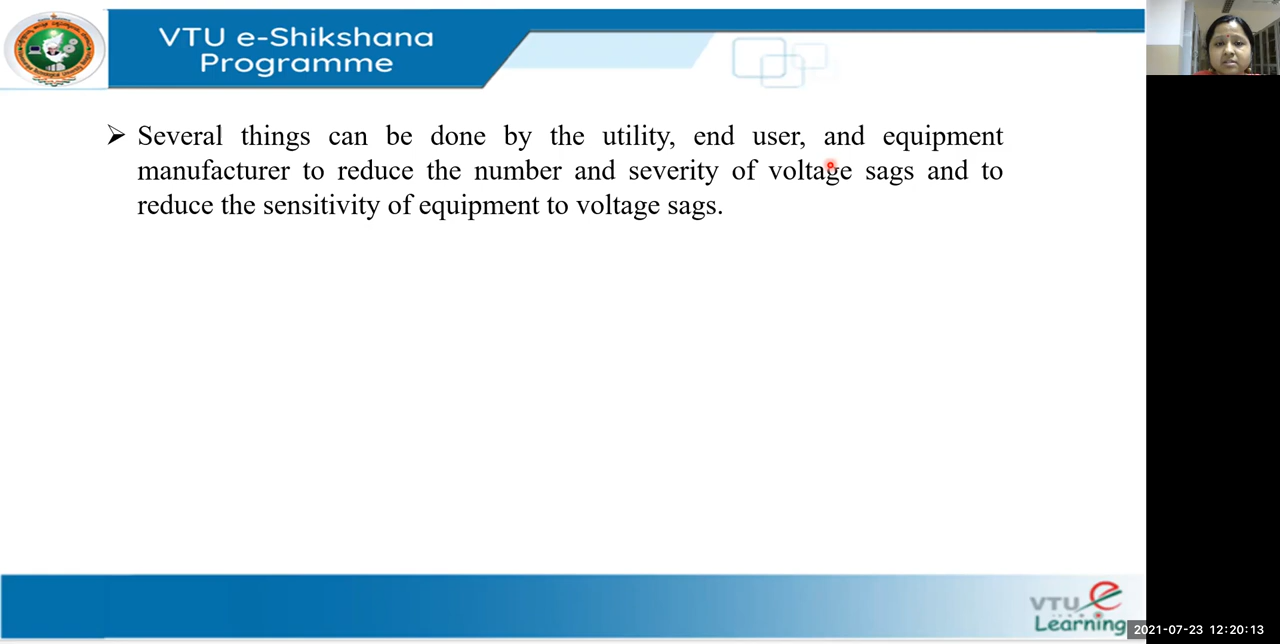 VTU e-Shikshana
Programme
➢ Several things can be done by the utility, end user, and equipment
manufacturer to reduce the number and severity of voltage sags and to
reduce the sensitivity of equipment to voltage sags.
VTU e
Learning
2021-07-23 12:20:13